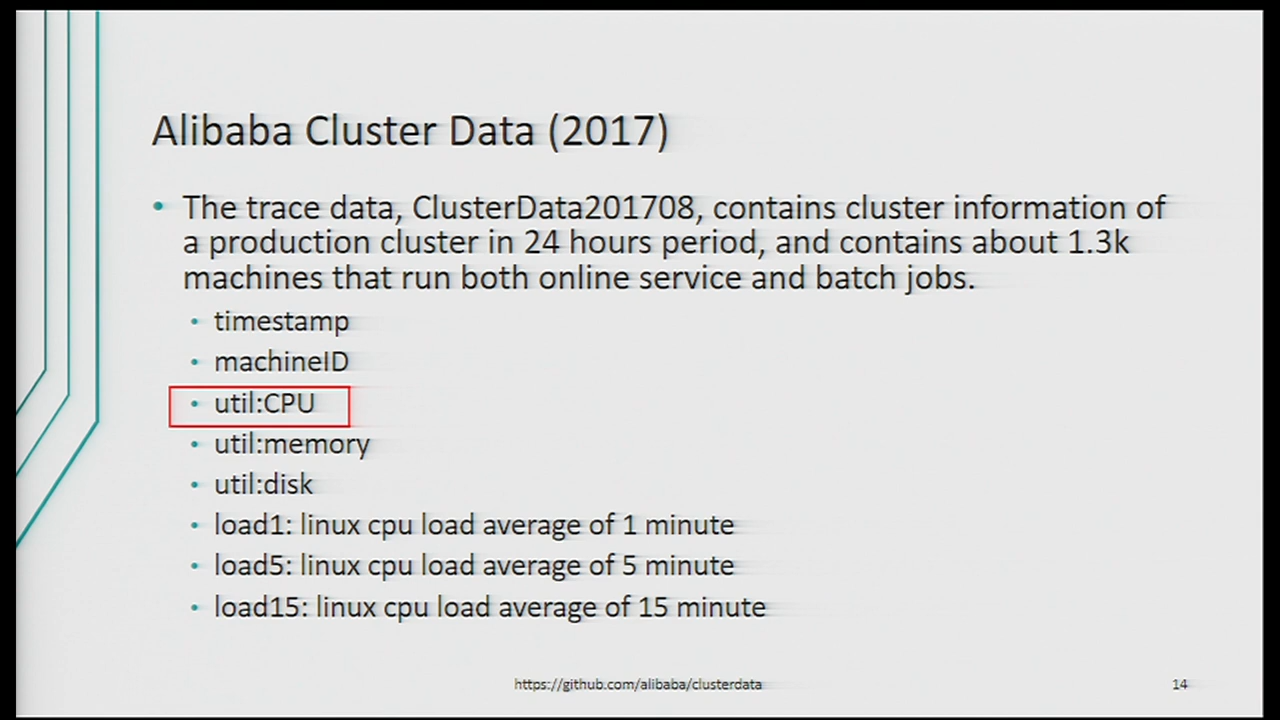 Alibaba Cluster Data (2017)
• The trace data, ClusterData201708, contains cluster information of
a production cluster in 24 hours period, and contains about 1.3k
machines that run both online service and batch jobs.
• timestamp
• machineID
• util:CPU
• util:memory
• util:disk
• load1: linux cpu load average of 1 minute
• load5: linux cpu load average of 5 minute
• load15: linux cpu load average of 15 minute
https://github.com/alibaba/clusterdata
14